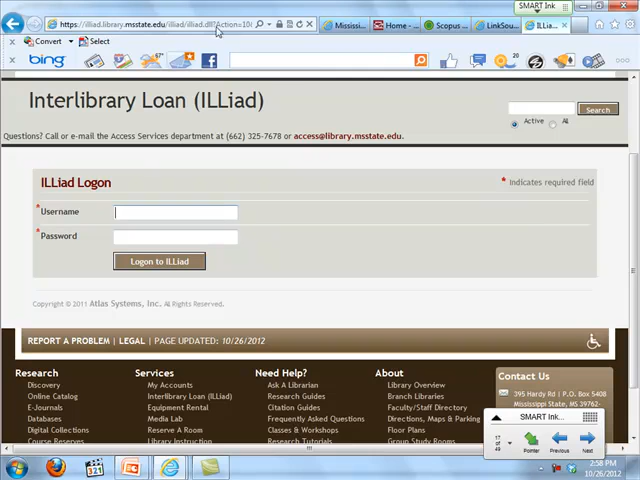 SMART Ink
https://illiad.library.msstate.edu/illiad/illiad.dll?Action=10
Mississi...
Home - ...
Scopus ...
LinkSou...
ILLia...
Convert
Select
bing
67°
20
Interlibrary Loan (ILLiad)
Search
Active
All
Questions? Call or e-mail the Access Services department at (662) 325-7678 or access@library.msstate.edu.
ILLiad Logon
* Indicates required field
*Username
*Password
Logon to ILLiad
Copyright © 2011 Atlas Systems, Inc. All Rights Reserved.
REPORT A PROBLEM | LEGAL | PAGE UPDATED: 10/26/2012
Research
Discovery
Online Catalog
E-Journals
Databases
Digital Collections
Course Reserves
Services
My Accounts
Interlibrary Loan (ILLiad)
Equipment Rental
Media Lab
Reserve A Room
Library Instruction
Need Help?
Ask A Librarian
Research Guides
Citation Guides
Frequently Asked Questions
Classes & Workshops
Research Tutorials
About
Library Overview
Branch Libraries
Faculty/Staff Directory
Directions, Maps & Parking
Floor Plans
Group Study Rooms
Contact Us
395 Hardy Rd | P.O. Box 5408
Mississippi State, MS 39762-
SMART Ink...
17
of
49
Pointer
Previous
Next
321
2:58 PM
10/26/2012